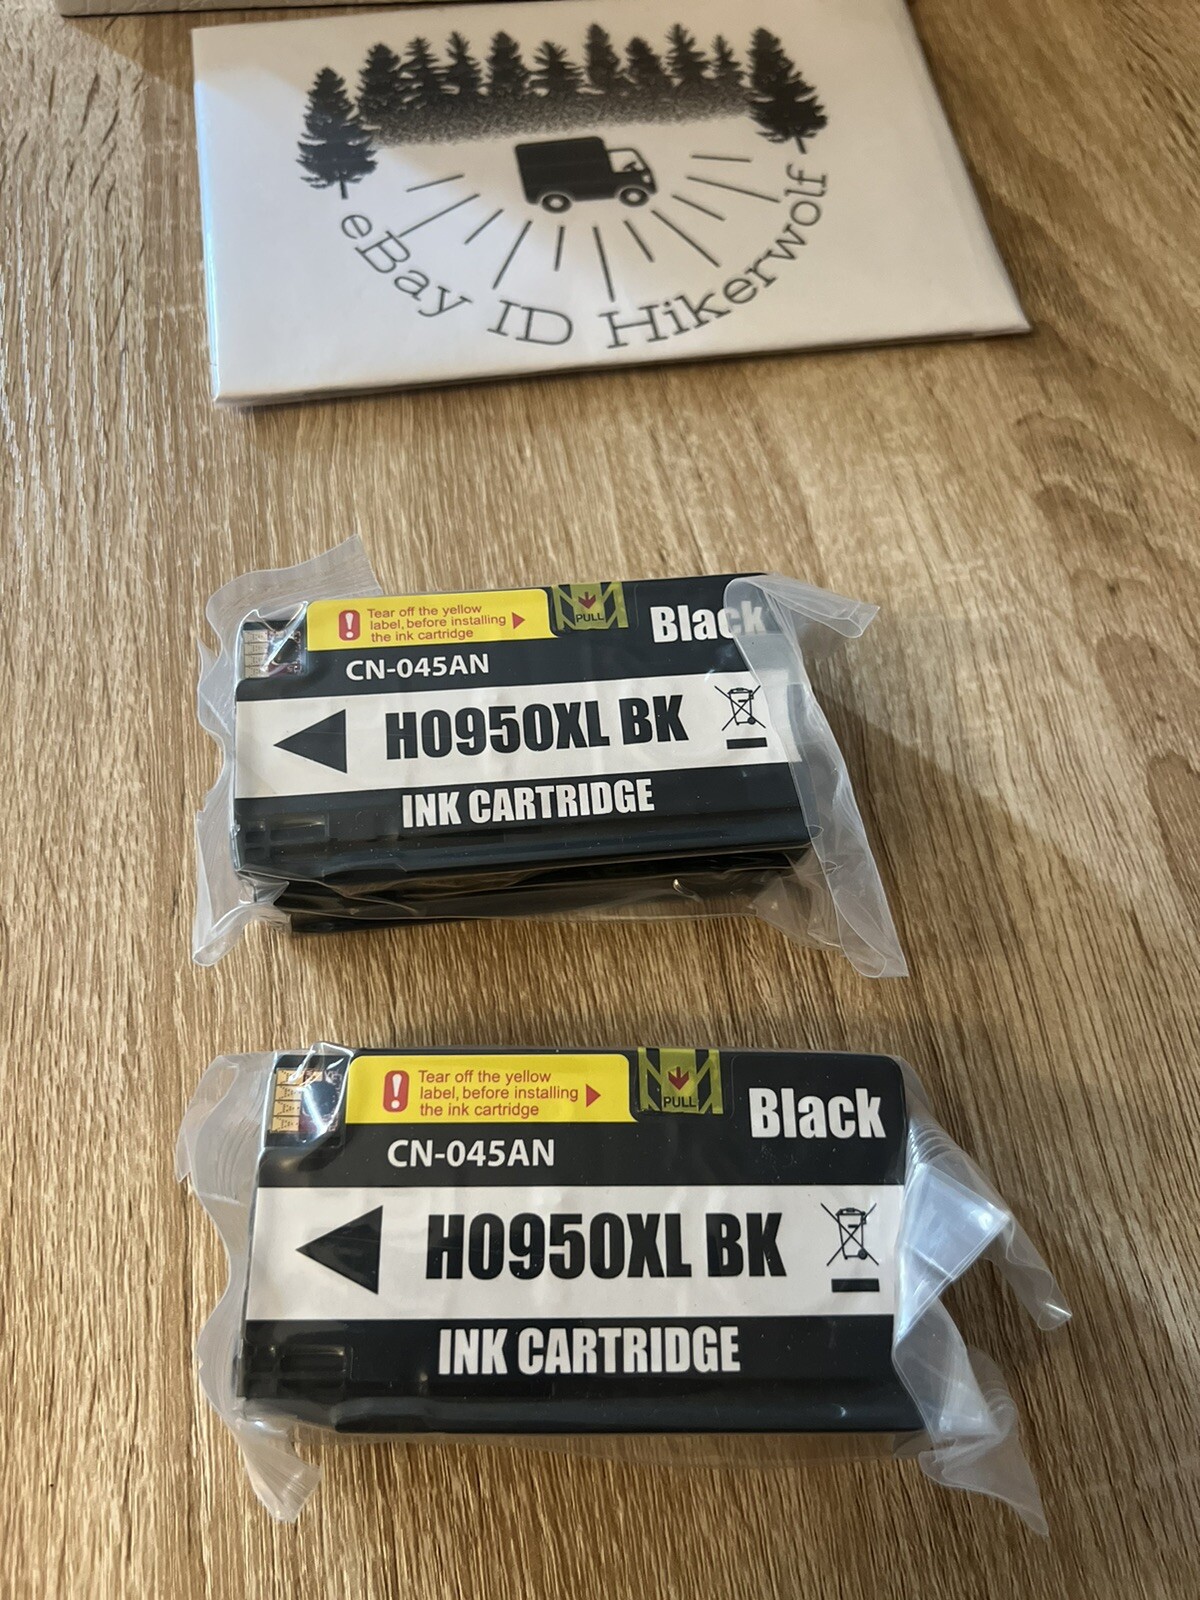 eBay ID Hikerwolf
Tear off the yellow
label, before installing
the ink cartridge
PULL
Black
CN-045AN
H0950XL BK
INK CARTRIDGE
Tear off the yellow
label, before installing
the ink cartridge
PULL
Black
CN-045AN
H0950XL BK
INK CARTRIDGE